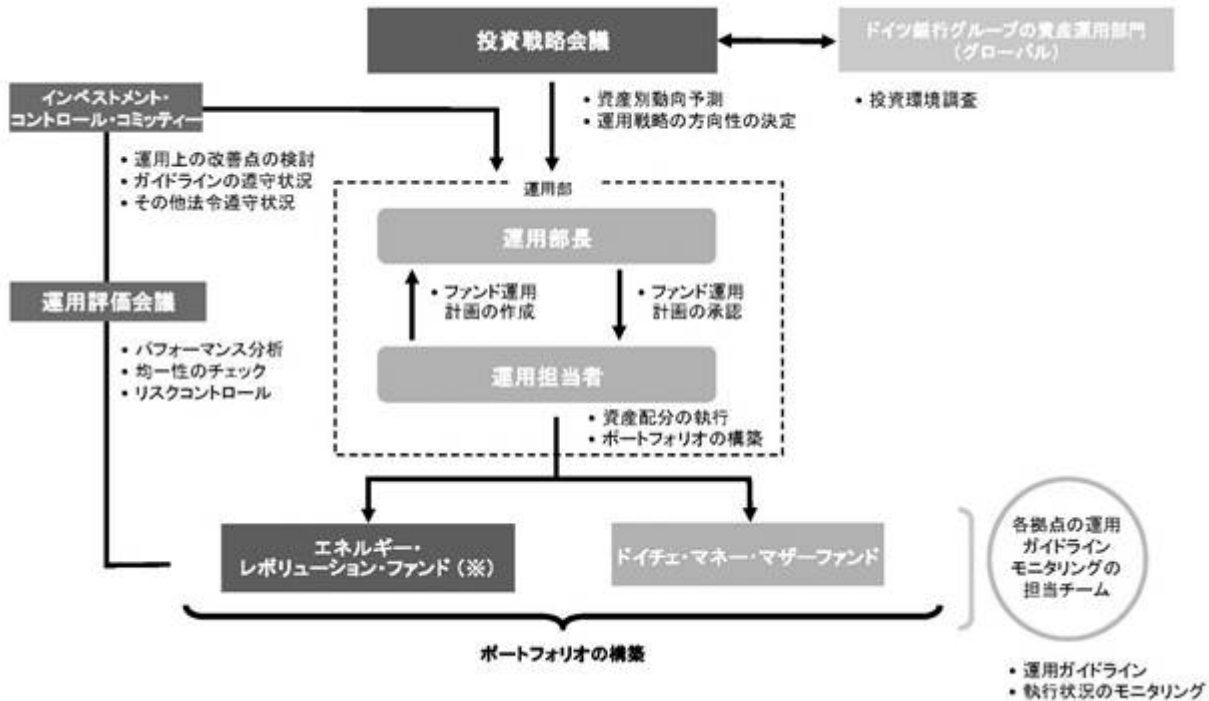 投資戦略会議
ドイツ銀行グループの資産運用部門
(グローバル)
• 資産別動向予測
• 運用戦略の方向性の決定
• 投資環境調査
インベストメント・
コントロール・コミッティー
• 運用上の改善点の検討
• ガイドラインの遵守状況
• その他法令遵守状況
運用部
運用部長
• ファンド運用
計画の作成
• ファンド運用
計画の承認
運用担当者
• 資産配分の執行
• ポートフォリオの構築
運用評価会議
• パフォーマンス分析
• 均一性のチェック
• リスクコントロール
エネルギー・
レボリューション・ファンド(※)
ドイチェ・マネー・マザーファンド
各拠点の運用
ガイドライン
モニタリングの
担当チーム
ポートフォリオの構築
• 運用ガイドライン
• 執行状況のモニタリング